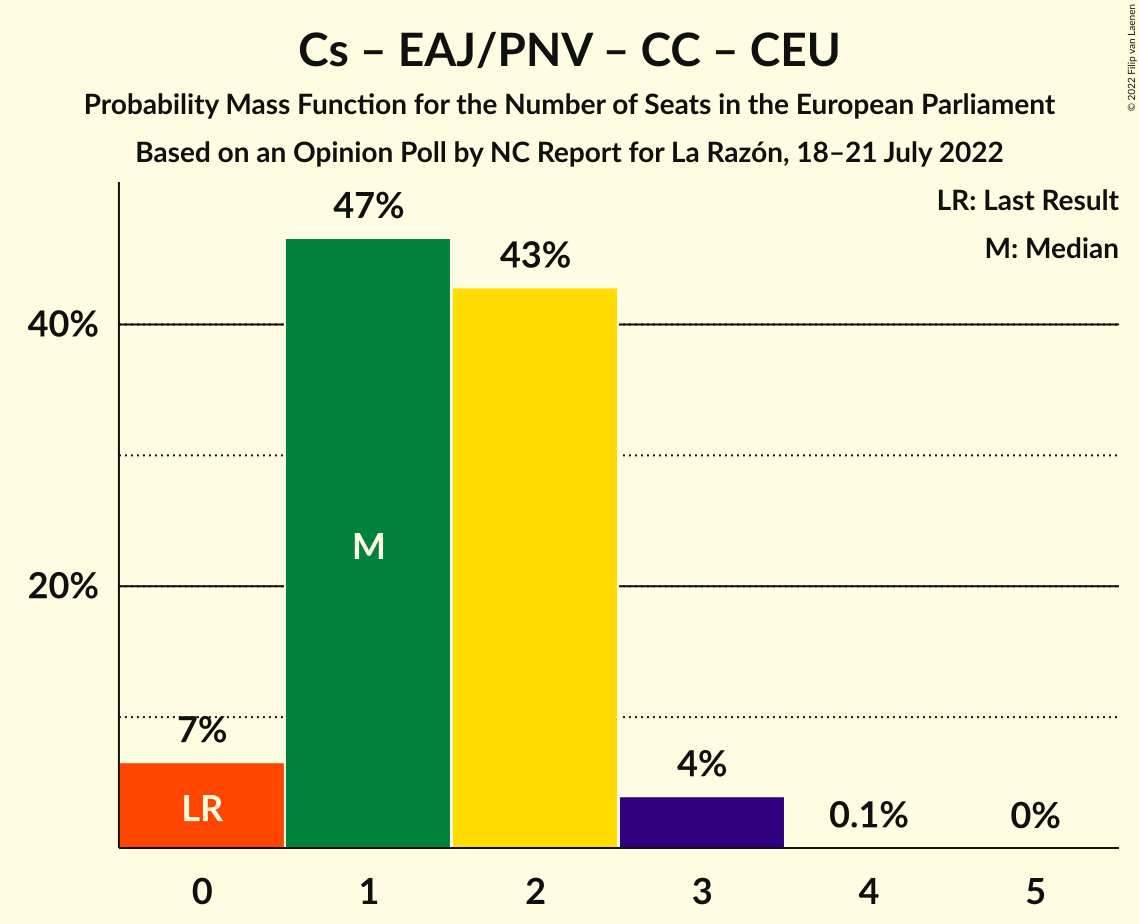 Cs – EAJ/PNV – CC – CEU
Probability Mass Function for the Number of Seats in the European Parliament
Based on an Opinion Poll by NC Report for La Razón, 18–21 July 2022
© 2022 Filip van Laenen
LR: Last Result
M: Median
47%
43%
40%
M
20%
7%
LR
4%
0.1%
0%
0 1 2 3 4 5